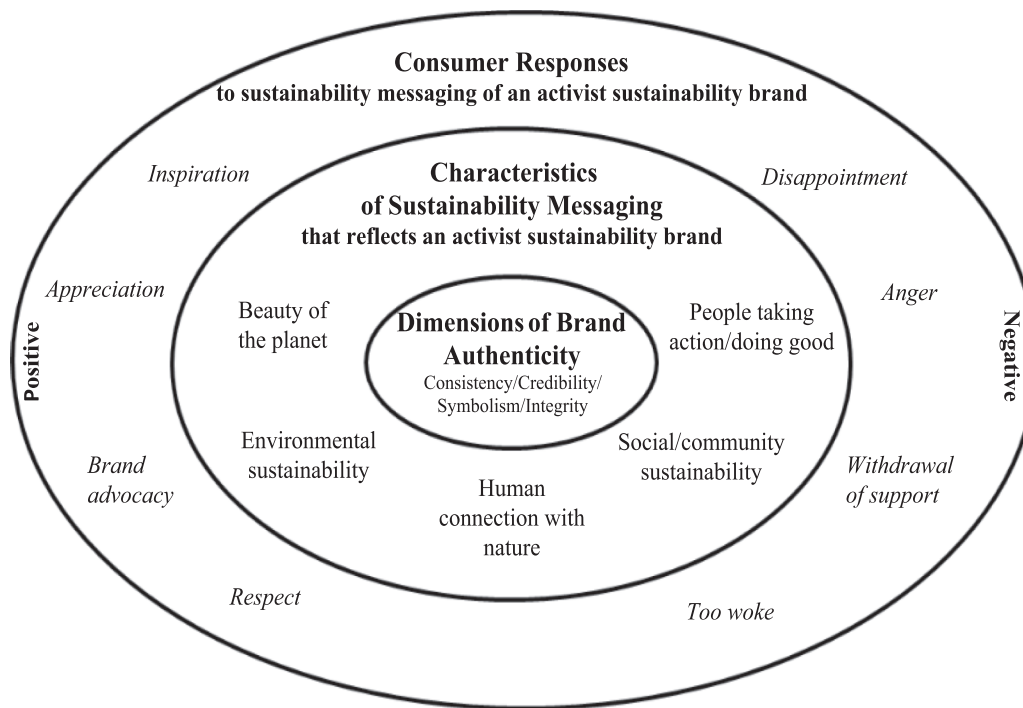 Consumer Responses
to sustainability messaging of an activist sustainability brand
Inspiration
Disappointment
Characteristics
of Sustainability Messaging
that reflects an activist sustainability brand
Appreciation
Anger
Positive
Negative
Beauty of
the planet
People taking
action/doing good
Dimensions of Brand
Authenticity
Consistency/Credibility/
Symbolism/Integrity
Environmental
sustainability
Social/community
sustainability
Human
connection with
nature
Brand
advocacy
Withdrawal
of support
Respect
Too woke